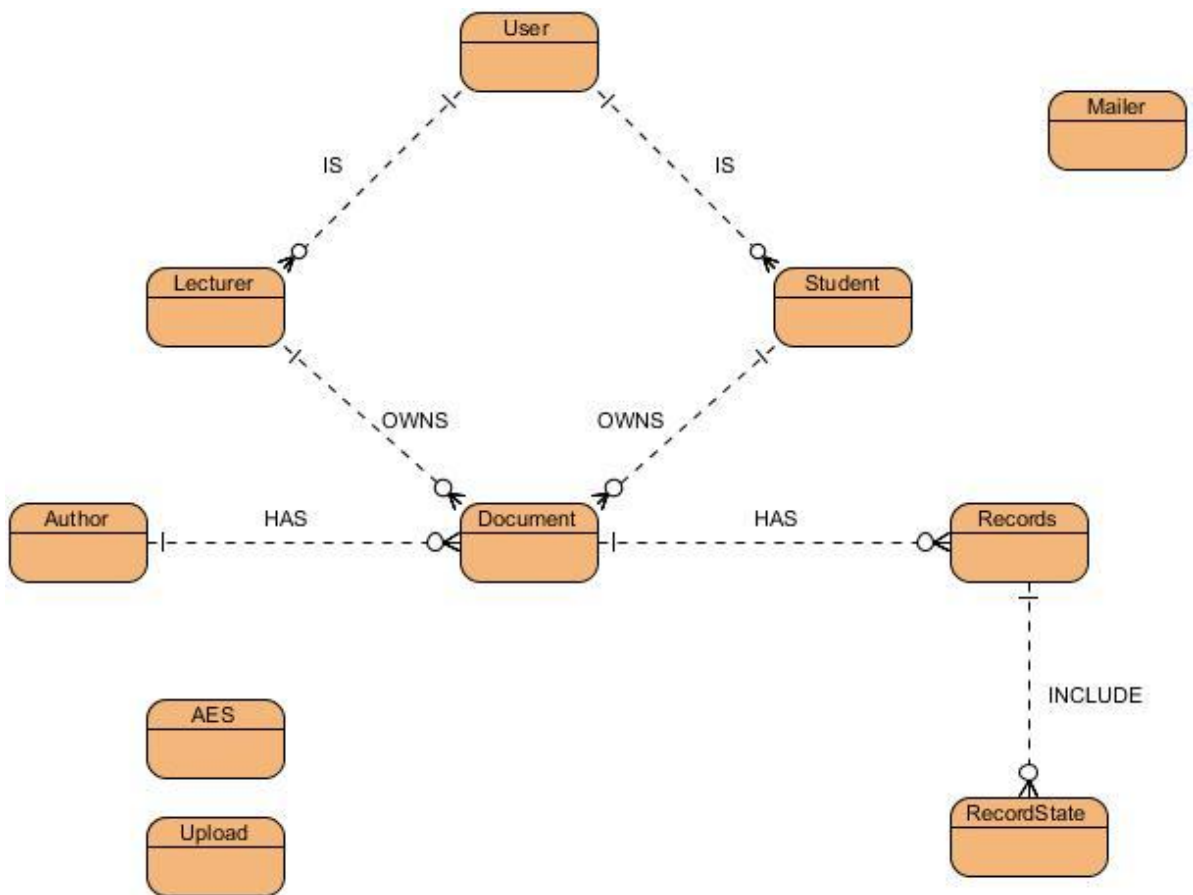 User
Mailer
IS
IS
Lecturer
Student
OWNS
OWNS
Author
HAS
Document
HAS
Records
AES
INCLUDE
Upload
RecordState